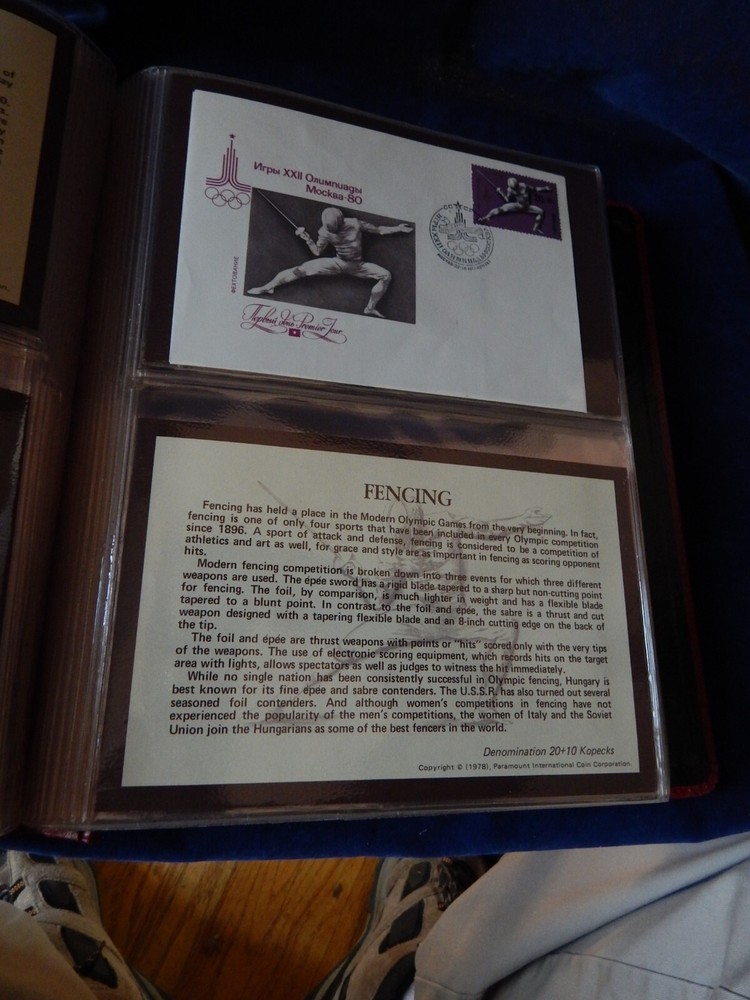 of
Игры XXII Олимпиады
Москва·80
ФЕХТОВАНИЕ
Первый день Premier Jour
FENCING
Fencing has held a place in the Modern Olympic Games from the very beginning. In fact,
fencing is one of only four sports that have been included in every Olympic competition
since 1896. A sport of attack and defense, fencing is considered to be a competition of
athletics and art as well, for grace and style are as important in fencing as scoring opponent
hits.
Modern fencing competition is broken down into three events for which three different
weapons are used. The épée sword has a rigid blade tapered to a sharp but non-cutting point
for fencing. The foil, by comparison, is much lighter in weight and has a flexible blade
tapered to a blunt point. In contrast to the foil and épée, the sabre is a thrust and cut
weapon designed with a tapering flexible blade and an 8-inch cutting edge on the back of
the tip.
The foil and épée are thrust weapons with points or "hits" scored only with the very tips
of the weapons. The use of electronic scoring equipment, which records hits on the target
area with lights, allows spectators as well as judges to witness the hit immediately.
While no single nation has been consistently successful in Olympic fencing, Hungary is
best known for its fine épée and sabre contenders. The U.S.S.R. has also turned out several
seasoned foil contenders. And although women's competitions in fencing have not
experienced the popularity of the men's competitions, the women of Italy and the Soviet
Union join the Hungarians as some of the best fencers in the world.
Denomination 20+10 Kopecks
Copyright © (1978), Paramount International Coin Corporation.